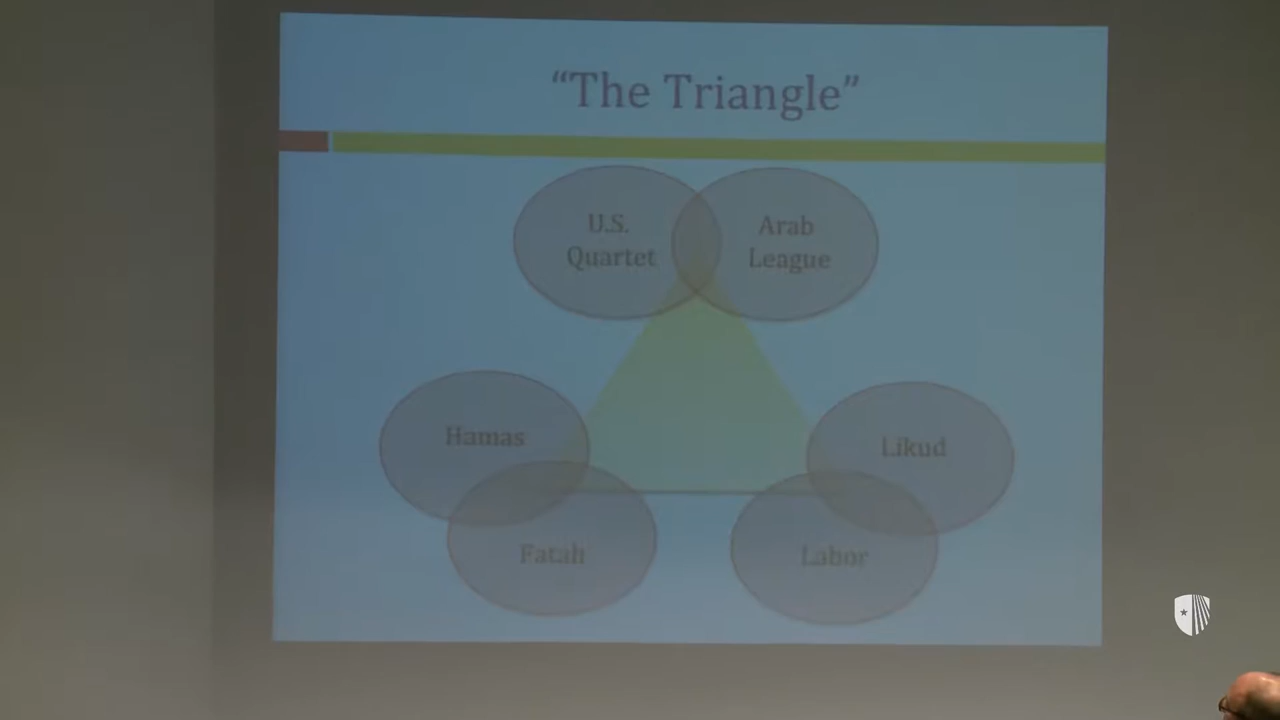 “The Triangle”
U.S.
Quartet
Arab
League
Hamas
Likud
Fatah
Labor